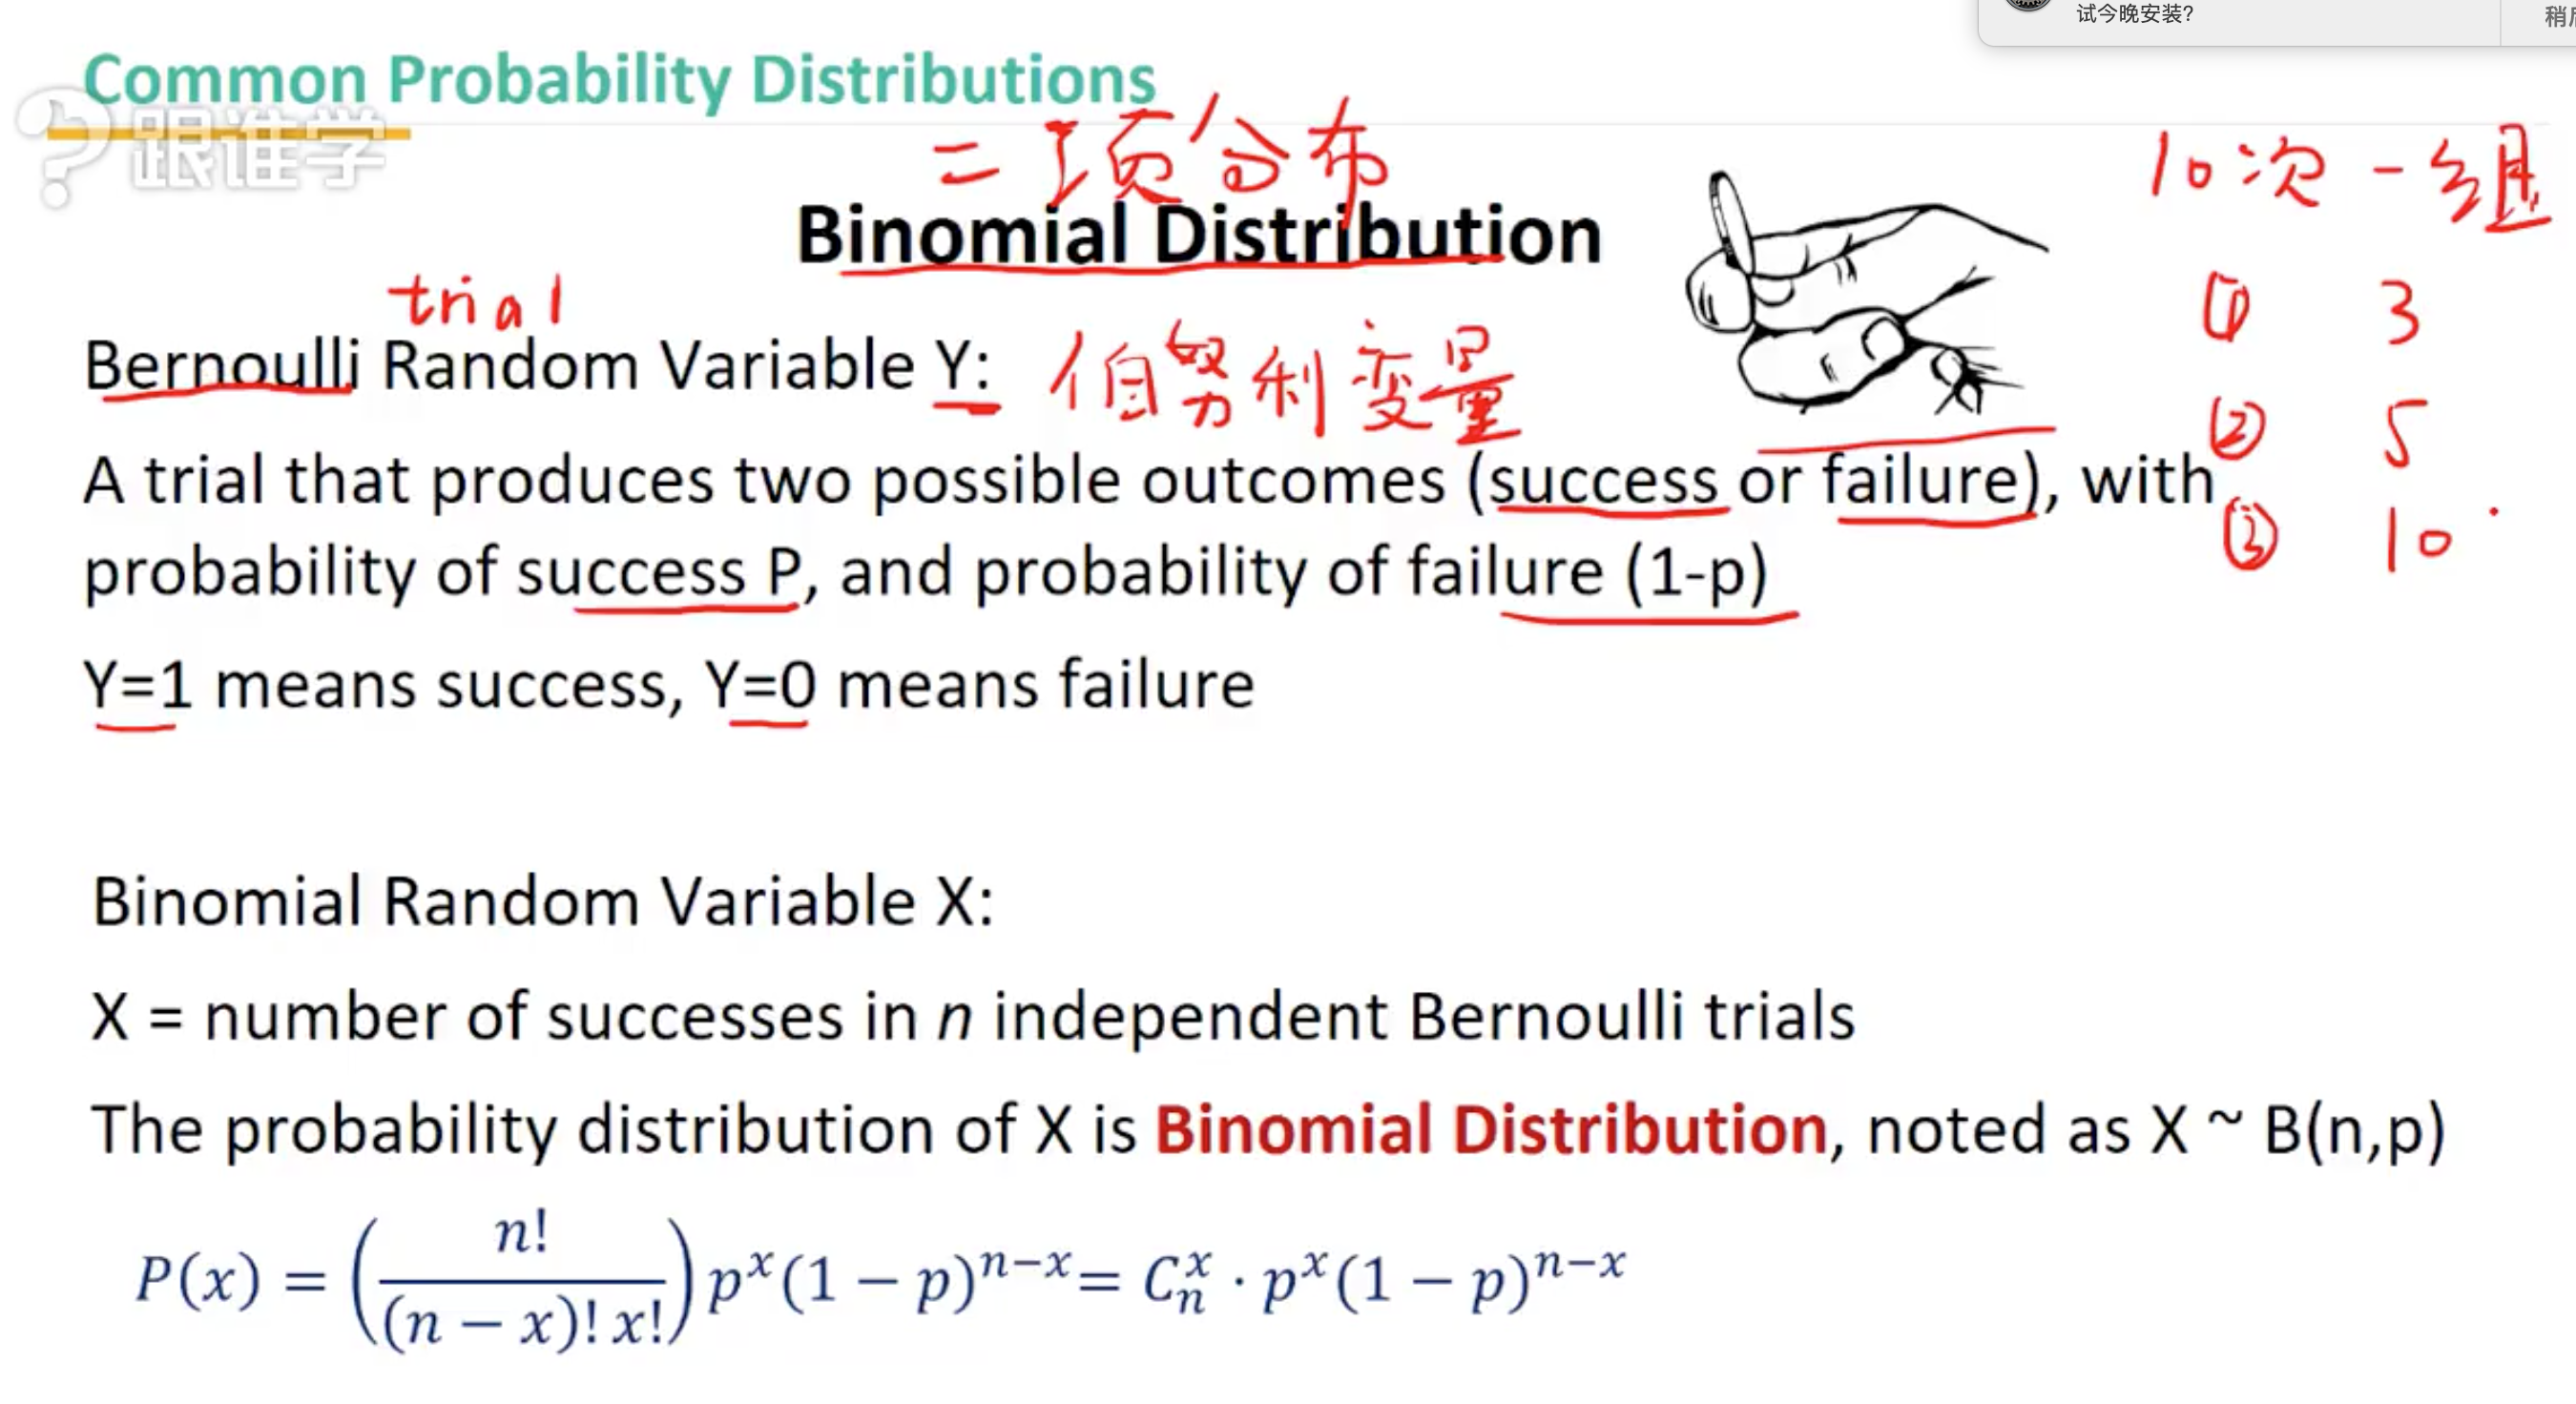 试今晚安装?
稍
Common Probability Distributions
跟谁学
二项分布
10次一组
Binomial Distribution
trial
① 3
Bernoulli Random Variable Y: 伯努利变量
② 5
A trial that produces two possible outcomes (success or failure), with
③ 10
probability of success P, and probability of failure (1-p)
Y=1 means success, Y=0 means failure
Binomial Random Variable X:
X = number of successes in n independent Bernoulli trials
The probability distribution of X is Binomial Distribution, noted as X ~ B(n,p)
P(x) = (n!/((n − x)! x!)) p^x(1 − p)^{n−x} = C_n^x · p^x(1 − p)^{n−x}